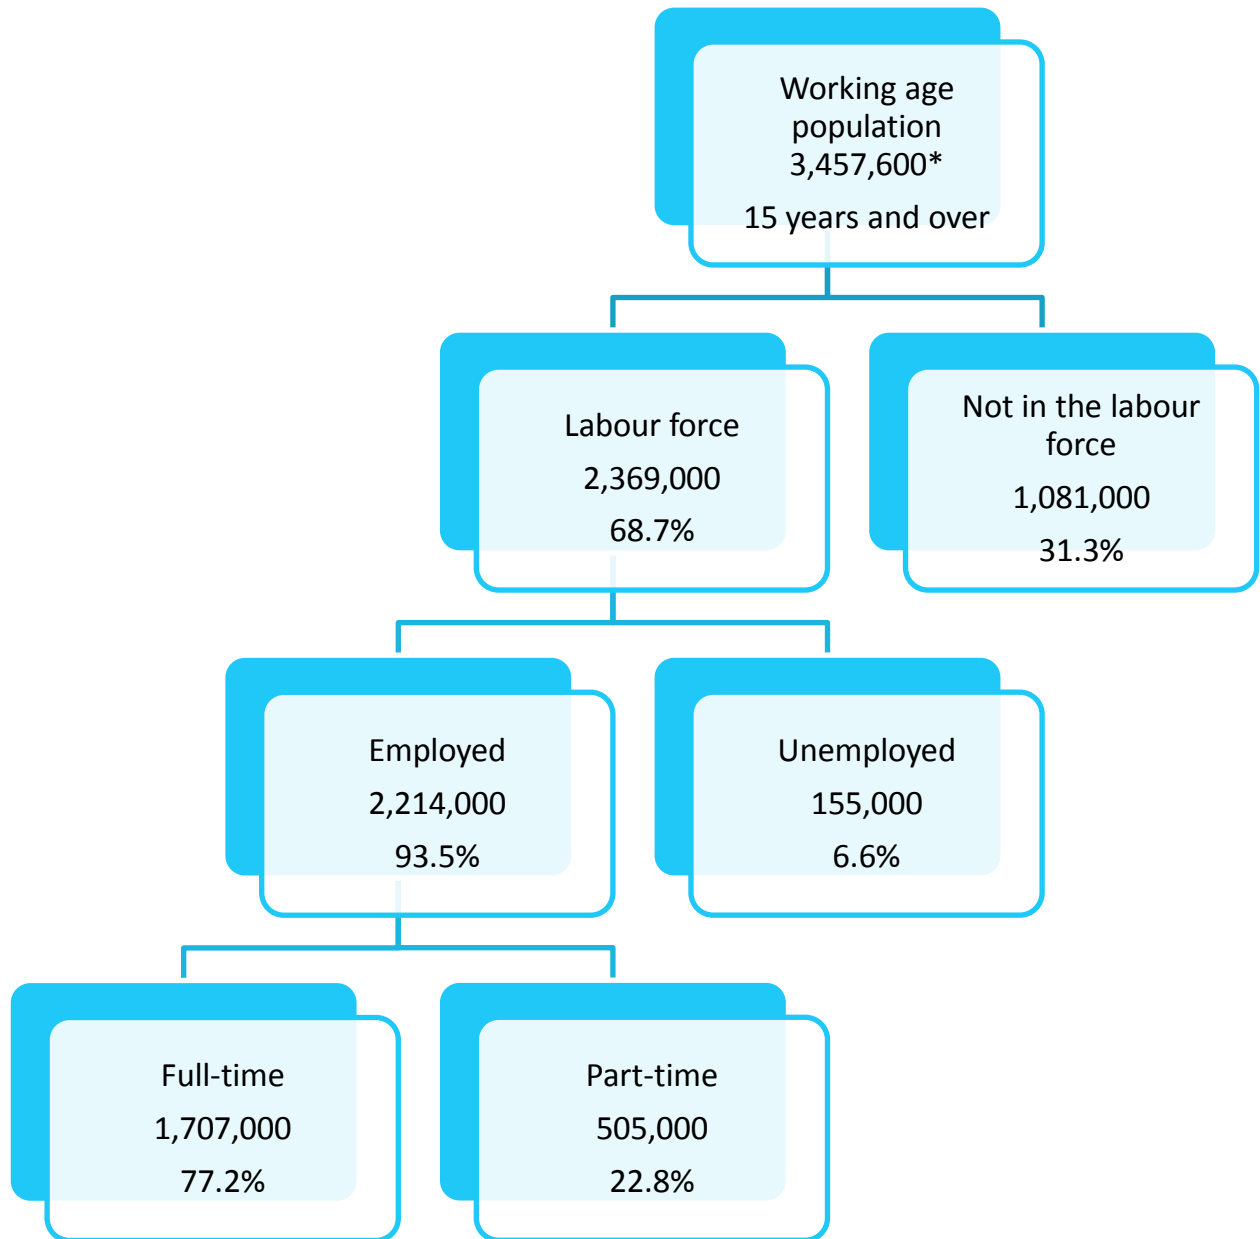 Working age
population
3,457,600*
15 years and over
Labour force
2,369,000
68.7%
Not in the labour
force
1,081,000
31.3%
Employed
2,214,000
93.5%
Unemployed
155,000
6.6%
Full-time
1,707,000
77.2%
Part-time
505,000
22.8%